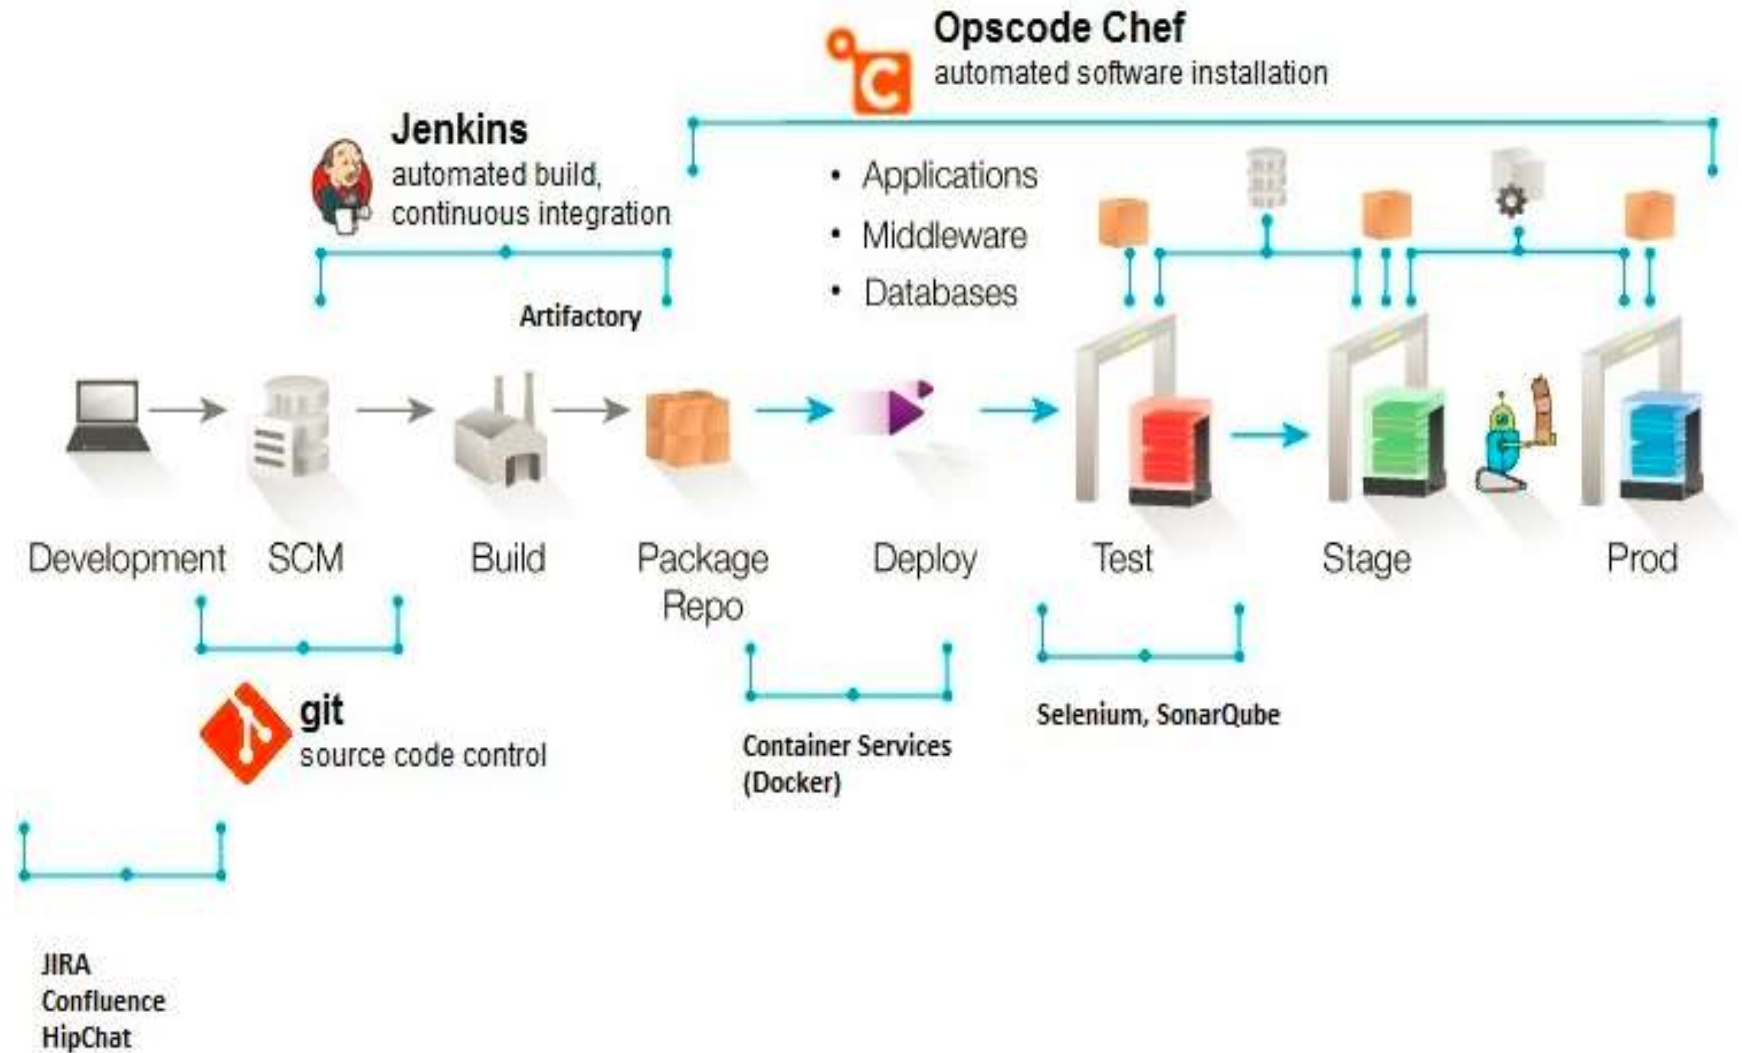 Opscode Chef
automated software installation
Jenkins
automated build,
continuous integration
• Applications
• Middleware
• Databases
Artifactory
Development
SCM
Build
Package
Repo
Deploy
Test
Stage
Prod
git
source code control
Container Services
(Docker)
Selenium, SonarQube
JIRA
Confluence
HipChat